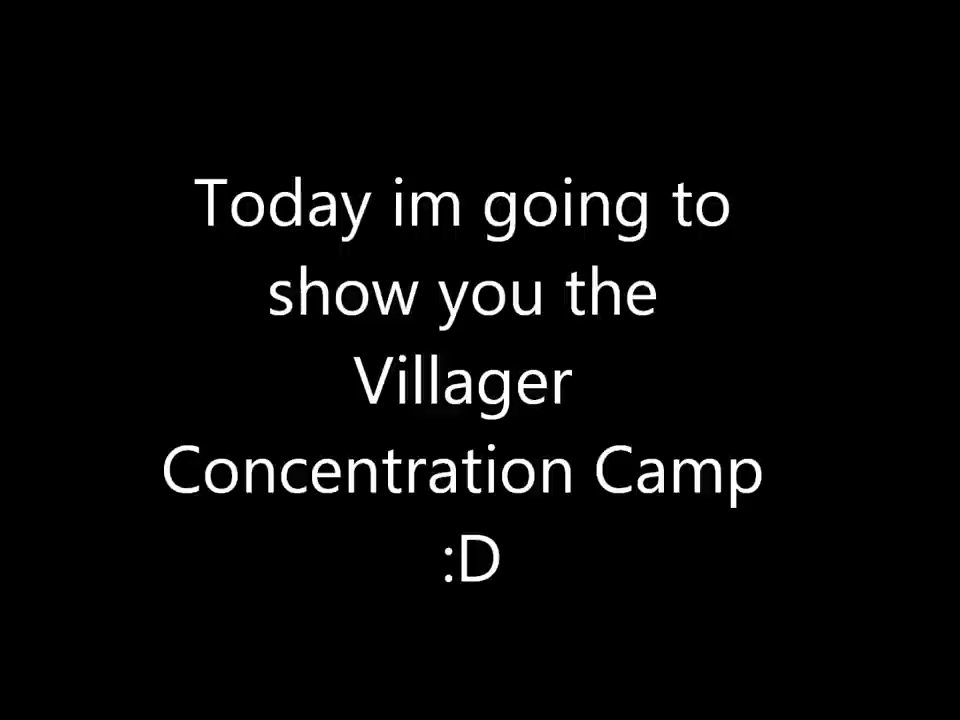 Today im going to
show you the
Villager
Concentration Camp
:D